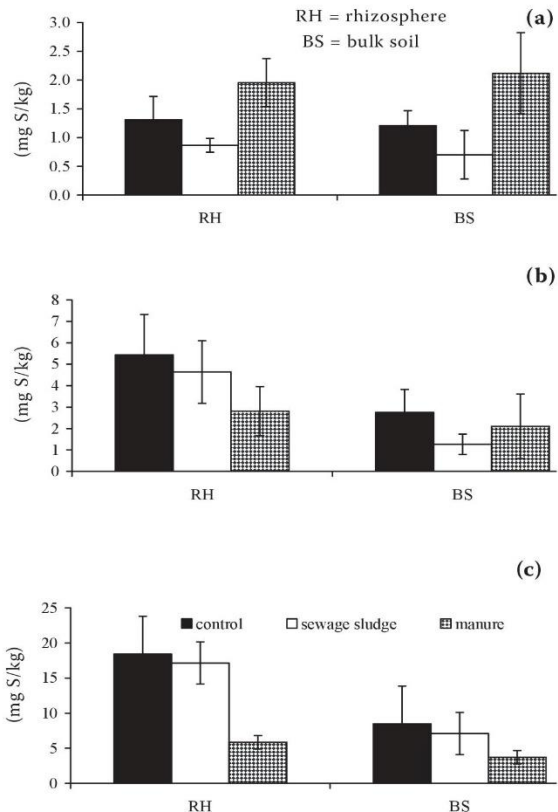 RH = rhizosphere
(a)
BS = bulk soil
(mg S/kg)
3.0
2.5
2.0
1.5
1.0
0.5
0.0
RH
BS
(b)
(mg S/kg)
8
7
6
5
4
3
2
1
0
RH
BS
(c)
(mg S/kg)
25
20
15
10
5
0
control sewage sludge manure
RH
BS